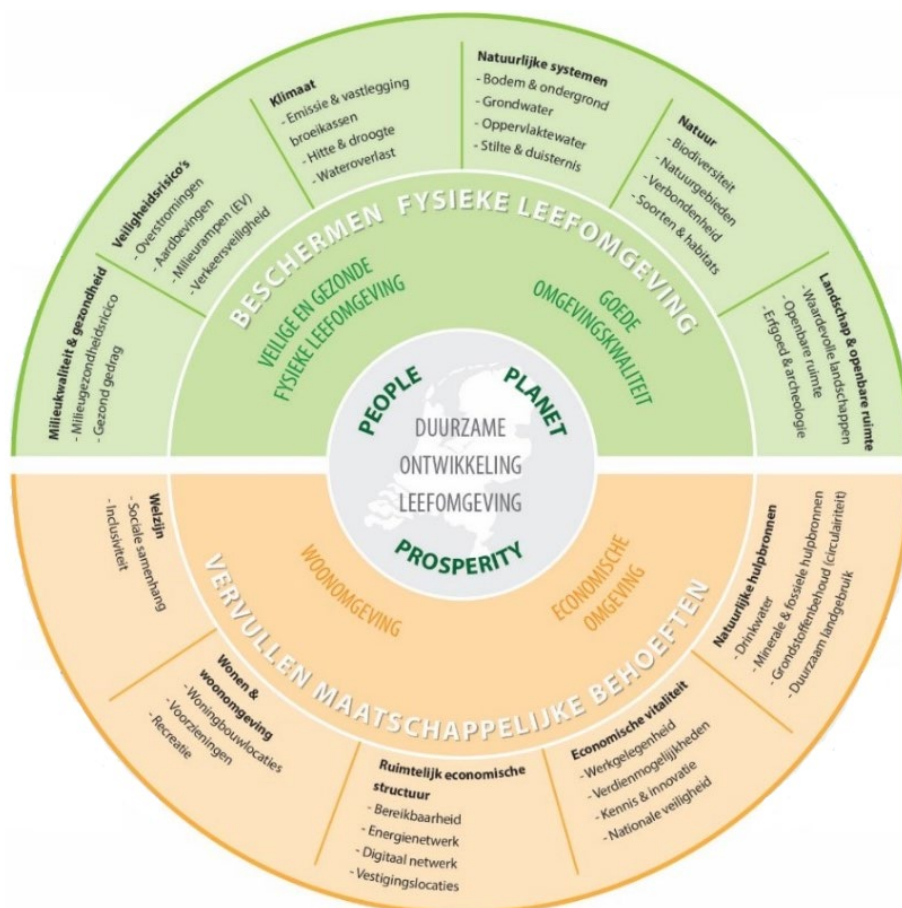 Milieukwaliteit & gezondheid
- Milieugezondheidsricico
- Gezond gedrag
Veiligheidsrisico's
- Overstromingen
- Aardbevingen
- Milieurampen (EV)
- Verkeersveiligheid
Klimaat
- Emissie & vastlegging
broeikassen
- Hitte & droogte
- Wateroverlast
Natuurlijke systemen
- Bodem & ondergrond
- Grondwater
- Oppervlaktewater
- Stilte & duisternis
Natuur
- Biodiversiteit
- Natuurgebieden
- Verbondenheid
- Soorten & habitats
Landschap & openbare ruimte
- Waardevolle landschappen
- Openbare ruimte
- Erfgoed & archeologie
BESCHERMEN FYSIEKE LEEFOMGEVING
VEILIGE EN GEZONDE
FYSIEKE LEEFOMGEVING
GOEDE
OMGEVINGSKWALITEIT
PEOPLE
PLANET
DUURZAME
ONTWIKKELING
LEEFOMGEVING
PROSPERITY
WOONOMGEVING
ECONOMISCHE
OMGEVING
VERVULLEN MAATSCHAPPELIJKE BEHOEFTEN
Welzijn
- Sociale samenhang
- Inclusiviteit
Wonen &
woonomgeving
- Woningbouwlocaties
- Voorzieningen
- Recreatie
Ruimtelijk economische
structuur
- Bereikbaarheid
- Energienetwerk
- Digitaal netwerk
- Vestigingslocaties
Economische vitaliteit
- Werkgelegenheid
- Verdienmogelijkheden
- Kennis & innovatie
- Nationale veiligheid
Natuurlijke hulpbronnen
- Drinkwater
- Minerale & fossiele hulpbronnen
- Grondstoffenbehoud (circulairiteit)
- Duurzaam landgebruik